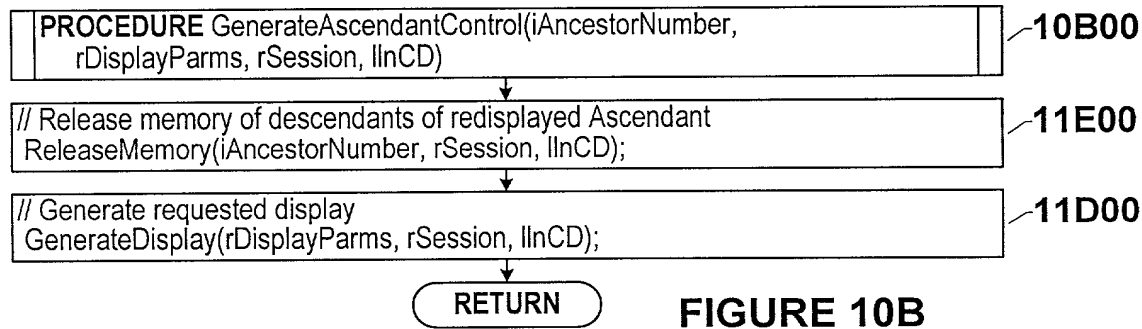 PROCEDURE GenerateAscendantControl(iAncestorNumber,
rDisplayParms, rSession, llnCD)
10B00
// Release memory of descendants of redisplayed Ascendant
ReleaseMemory(iAncestorNumber, rSession, llnCD);
11E00
// Generate requested display
GenerateDisplay(rDisplayParms, rSession, llnCD);
11D00
RETURN
FIGURE 10B